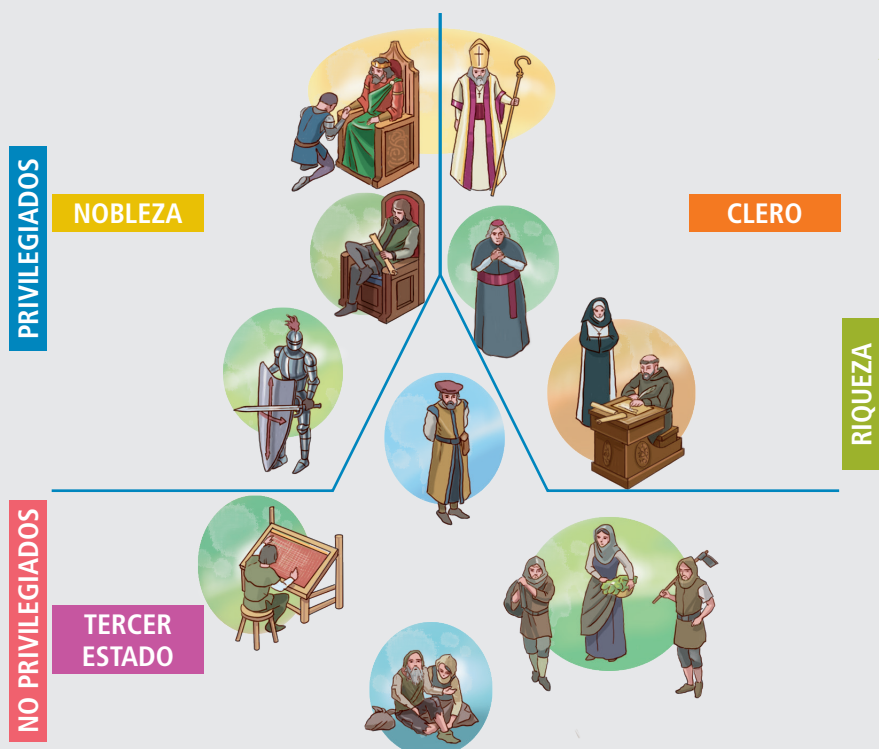 PRIVILEGIADOS
NOBLEZA
CLERO
RIQUEZA
NO PRIVILEGIADOS
TERCER
ESTADO